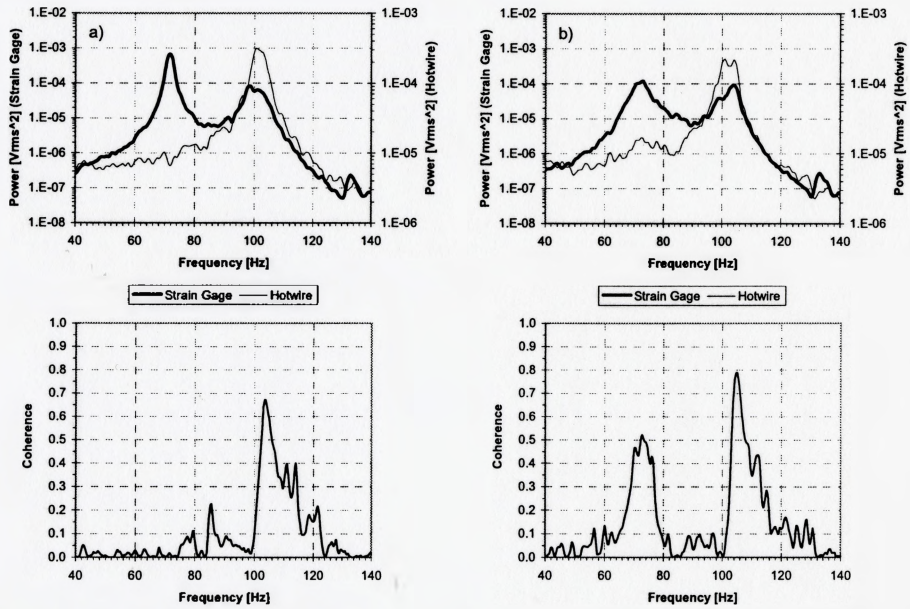 a)
Power [Vrms^2] (Strain Gage)
1.E-02
1.E-03
1.E-04
1.E-05
1.E-06
1.E-07
1.E-08
1.E-03
1.E-04
1.E-05
1.E-06
Power [Vrms^2] (Hotwire)
40 60 80 100 120 140
Frequency [Hz]
b)
Power [Vrms^2] (Strain Gage)
1.E-02
1.E-03
1.E-04
1.E-05
1.E-06
1.E-07
1.E-08
1.E-03
1.E-04
1.E-05
1.E-06
Power [Vrms^2] (Hotwire)
40 60 80 100 120 140
Frequency [Hz]
Strain Gage Hotwire
Strain Gage Hotwire
Coherence
1.0
0.9
0.8
0.7
0.6
0.5
0.4
0.3
0.2
0.1
0.0
40 60 80 100 120 140
Frequency [Hz]
Coherence
1.0
0.9
0.8
0.7
0.6
0.5
0.4
0.3
0.2
0.1
0.0
40 60 80 100 120 140
Frequency [Hz]